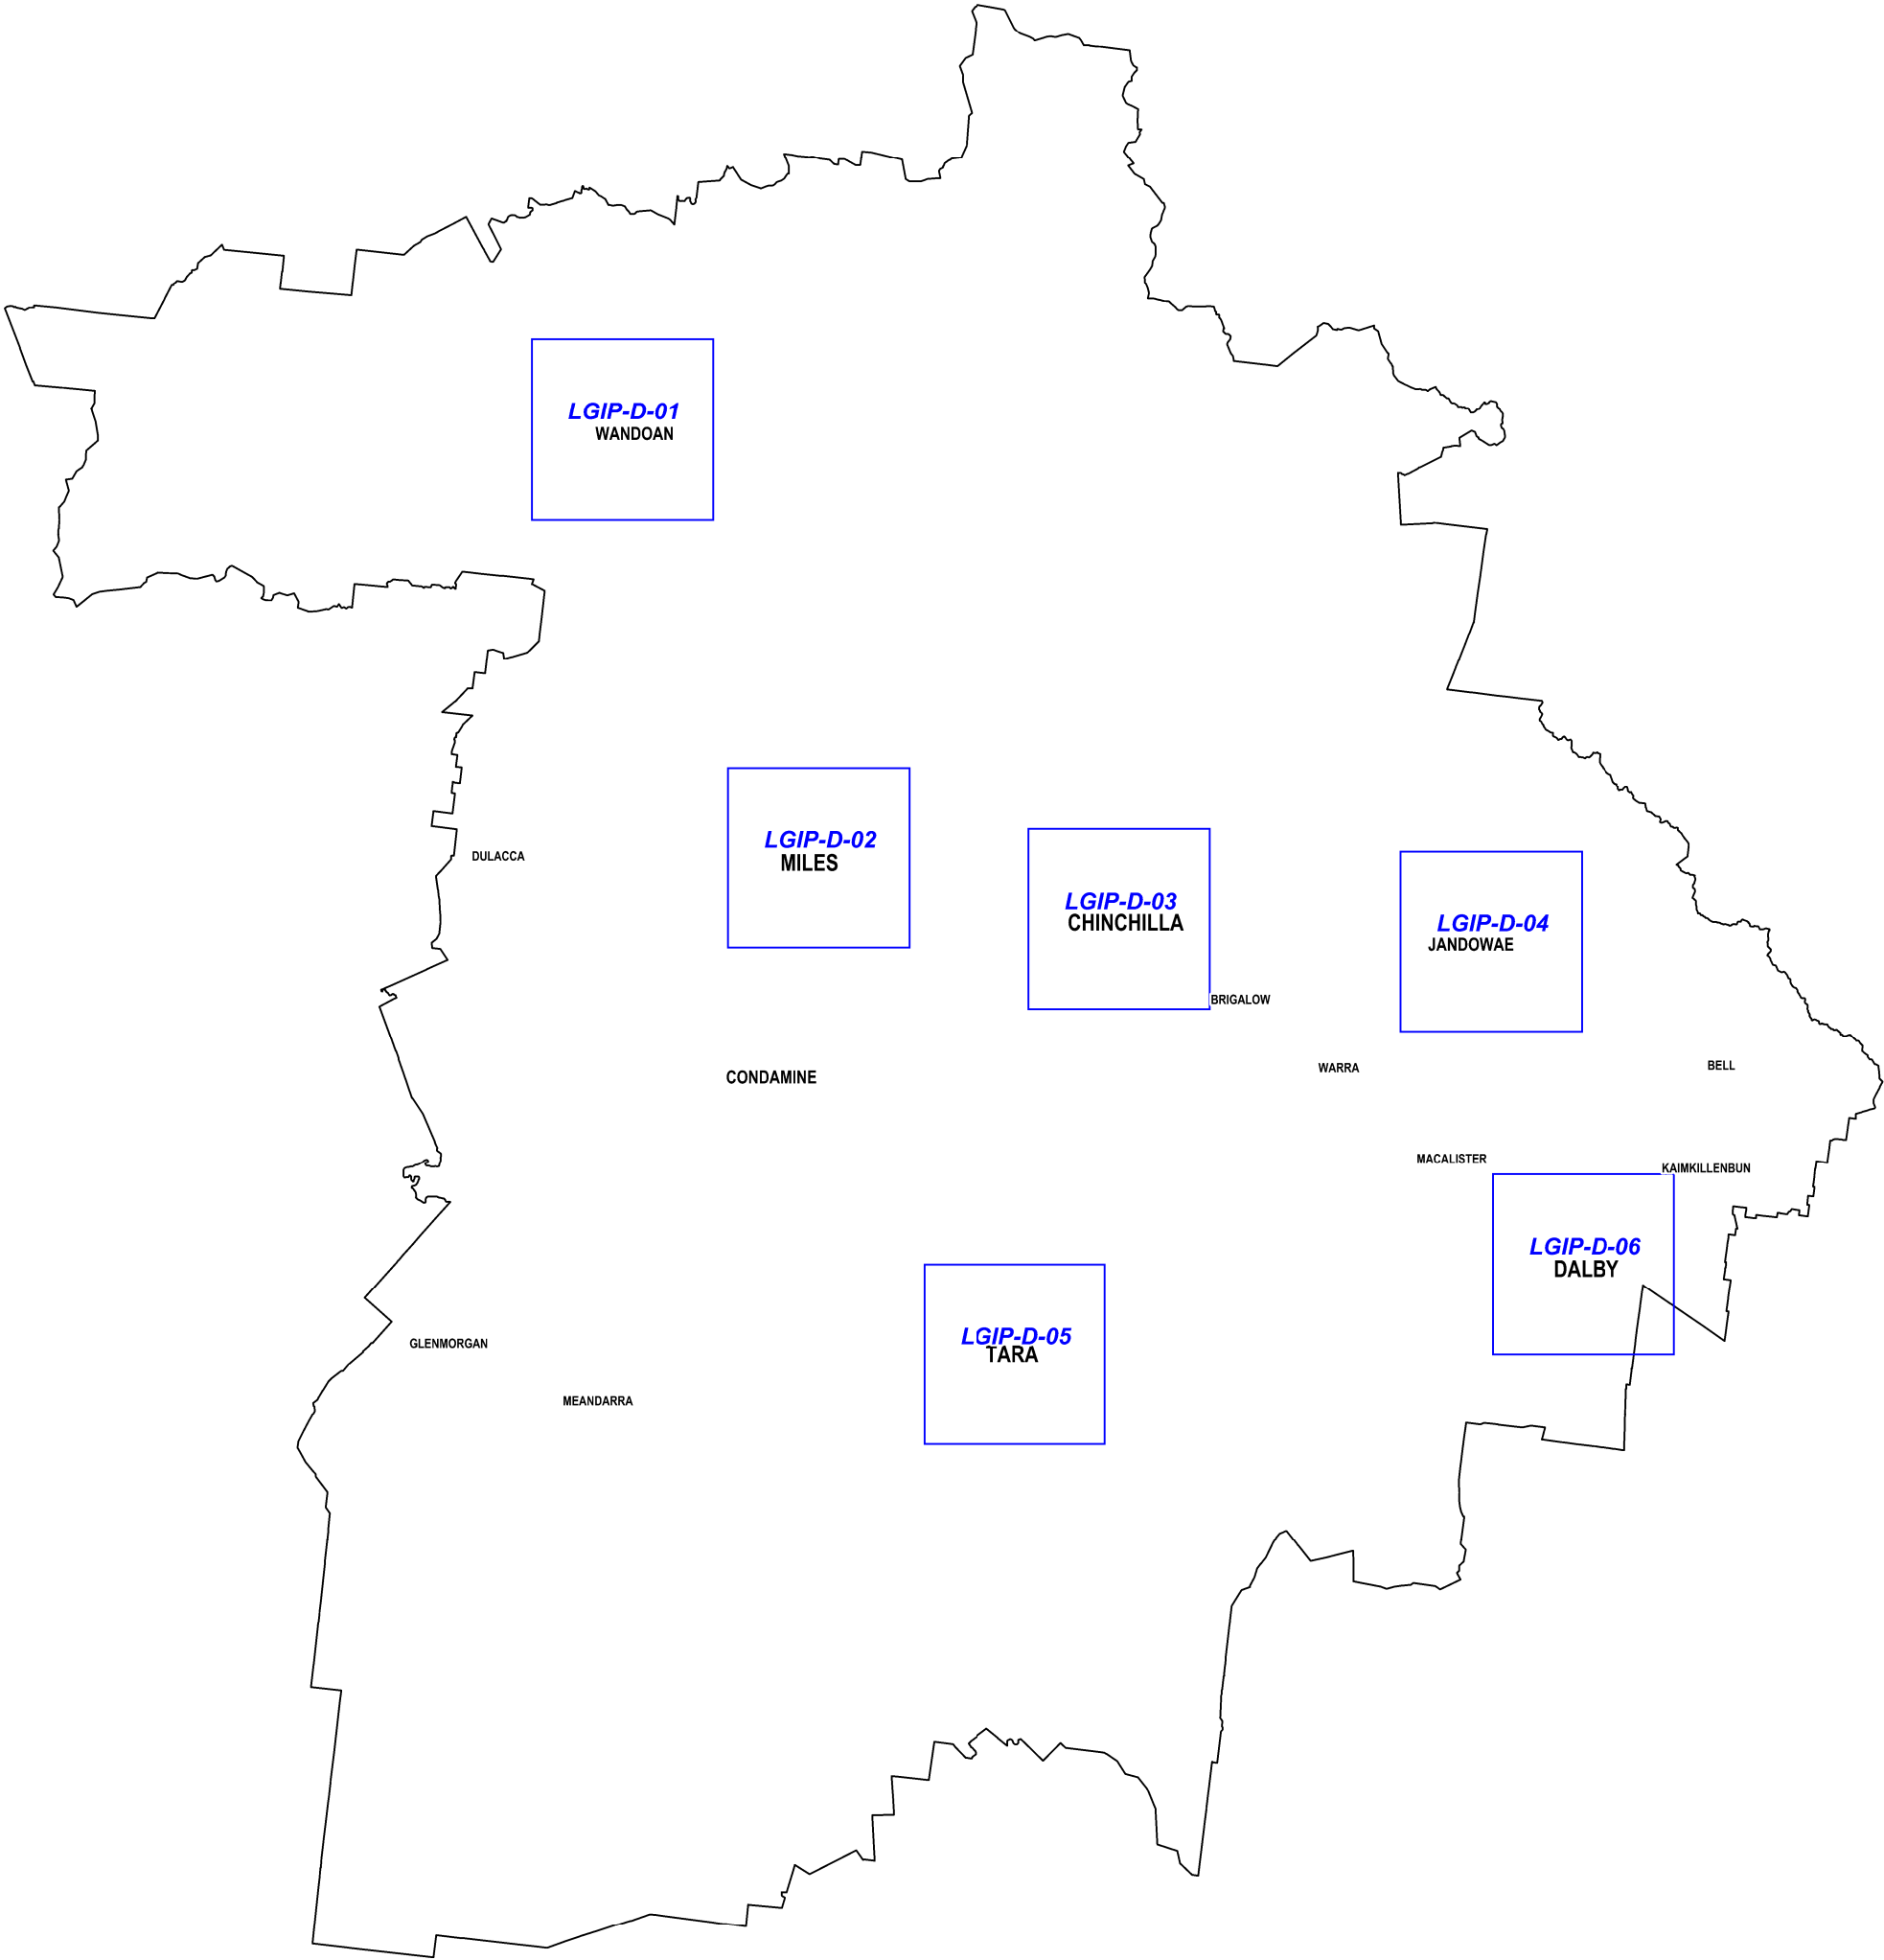 LGIP-D-01
WANDOAN
LGIP-D-02
MILES
DULACCA
LGIP-D-03
CHINCHILLA
LGIP-D-04
JANDOWAE
BRIGALOW
CONDAMINE
WARRA
BELL
MACALISTER
KAIMKILLENBUN
LGIP-D-06
DALBY
LGIP-D-05
TARA
GLENMORGAN
MEANDARRA